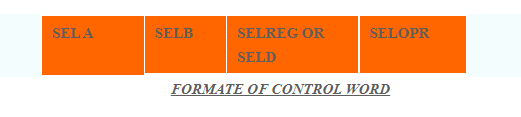 SEL A SELB SELREG OR SELOPR
SELD
FORMATE OF CONTROL WORD